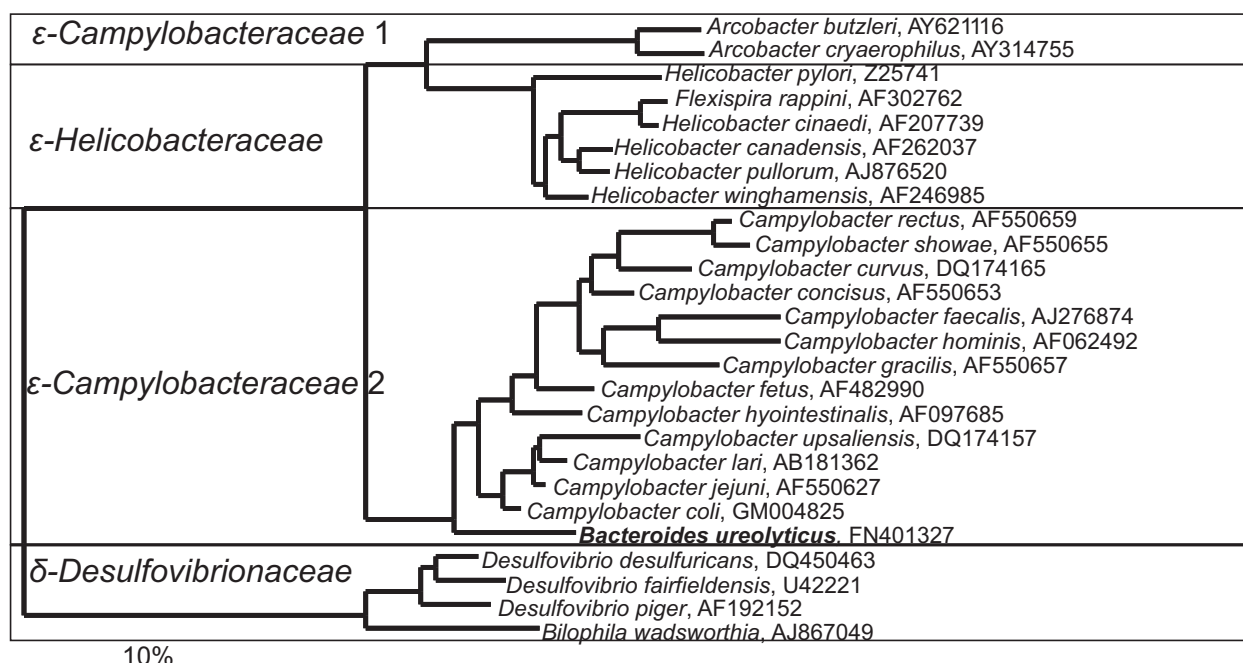 ε-Campylobacteraceae 1
Arcobacter butzleri, AY621116
Arcobacter cryaerophilus, AY314755
ε-Helicobacteraceae
Helicobacter pylori, Z25741
Flexispira rappini, AF302762
Helicobacter cinaedi, AF207739
Helicobacter canadensis, AF262037
Helicobacter pullorum, AJ876520
Helicobacter winghamensis, AF246985
ε-Campylobacteraceae 2
Campylobacter rectus, AF550659
Campylobacter showae, AF550655
Campylobacter curvus, DQ174165
Campylobacter concisus, AF550653
Campylobacter faecalis, AJ276874
Campylobacter hominis, AF062492
Campylobacter gracilis, AF550657
Campylobacter fetus, AF482990
Campylobacter hyointestinalis, AF097685
Campylobacter upsaliensis, DQ174157
Campylobacter lari, AB181362
Campylobacter jejuni, AF550627
Campylobacter coli, GM004825
Bacteroides ureolyticus. FN401327
δ-Desulfovibrionaceae
Desulfovibrio desulfuricans, DQ450463
Desulfovibrio fairfieldensis, U42221
Desulfovibrio piger, AF192152
Bilophila wadsworthia, AJ867049
10%